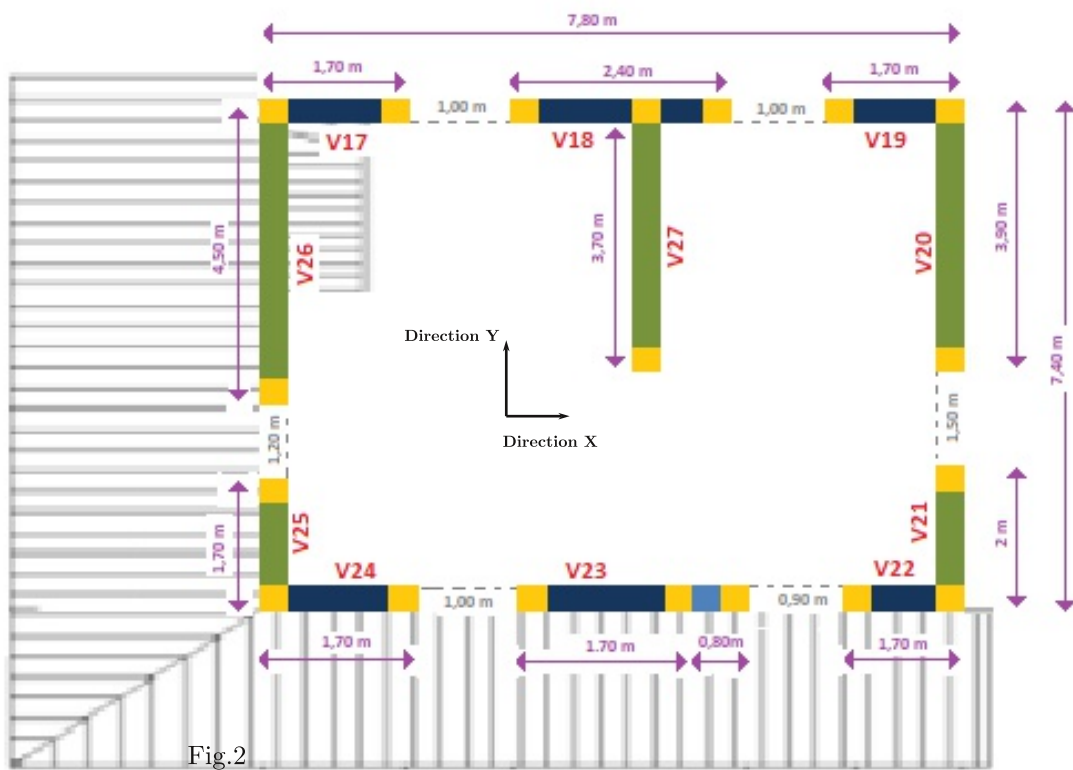 7,80 m
1,70 m
2,40 m
1,70 m
1,00 m
1,00 m
V17
V18
V19
4,50 m
V26
3,70 m
V27
V20
3,90 m
7,40 m
Direction Y
Direction X
1,20 m
1,50 m
1,70 m
V25
V21
2 m
V24
V23
V22
1,00 m
0,90 m
1,70 m
1.70 m
0,80m
1,70 m
Fig.2